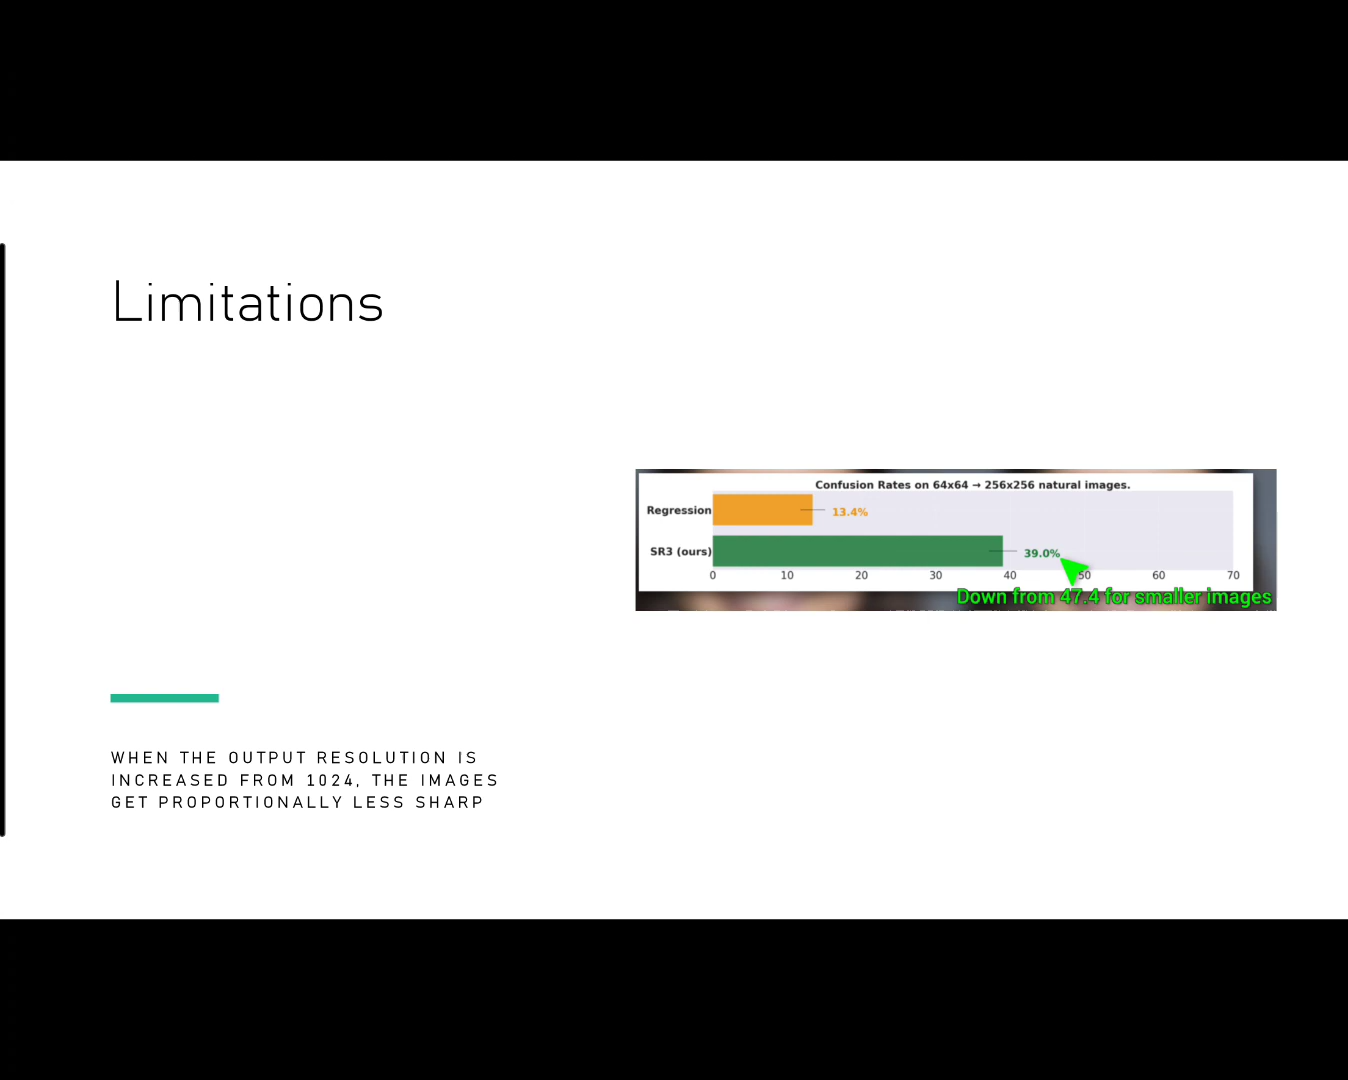 Limitations
Confusion Rates on 64x64 → 256x256 natural images.
Regression 13.4%
SR3 (ours) 39.0%
0 10 20 30 40 50 60 70
Down from 47.4 for smaller images
WHEN THE OUTPUT RESOLUTION IS
INCREASED FROM 1024, THE IMAGES
GET PROPORTIONALLY LESS SHARP